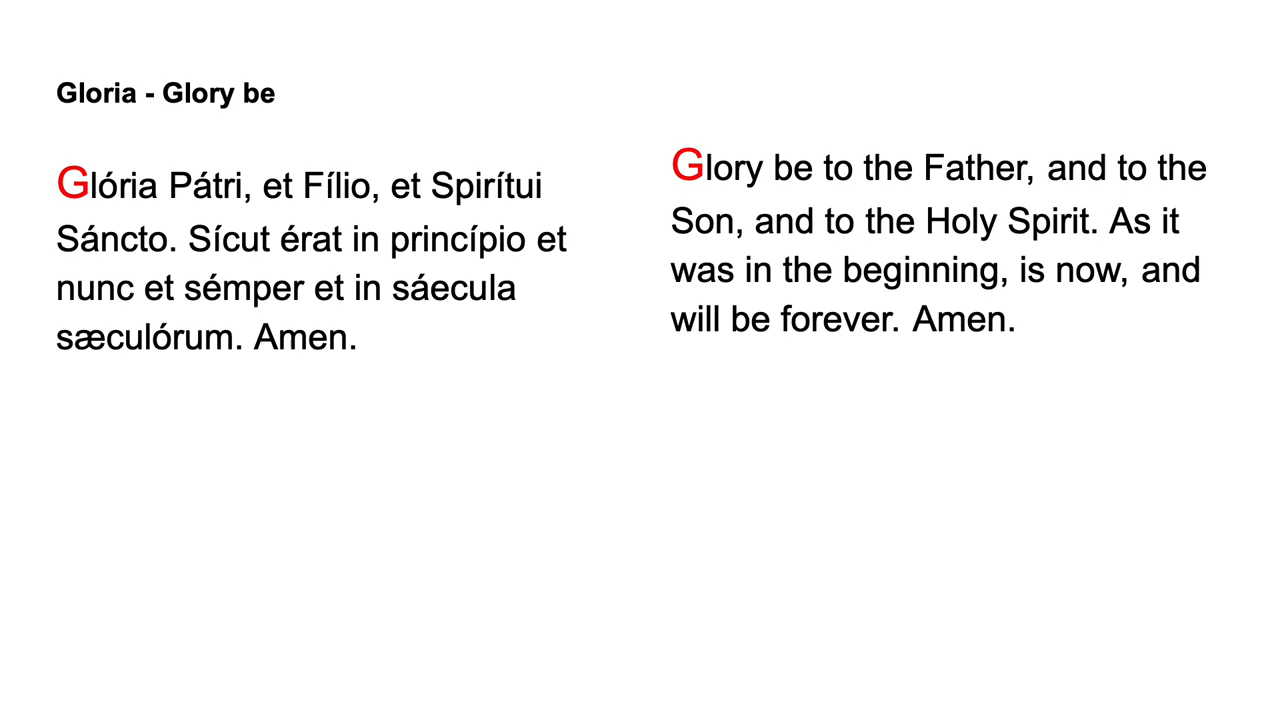 Gloria - Glory be
Glória Pátri, et Fílio, et Spirítui
Sáncto. Sícut érat in princípio et
nunc et sémper et in sáecula
sæculórum. Amen.
Glory be to the Father, and to the
Son, and to the Holy Spirit. As it
was in the beginning, is now, and
will be forever. Amen.